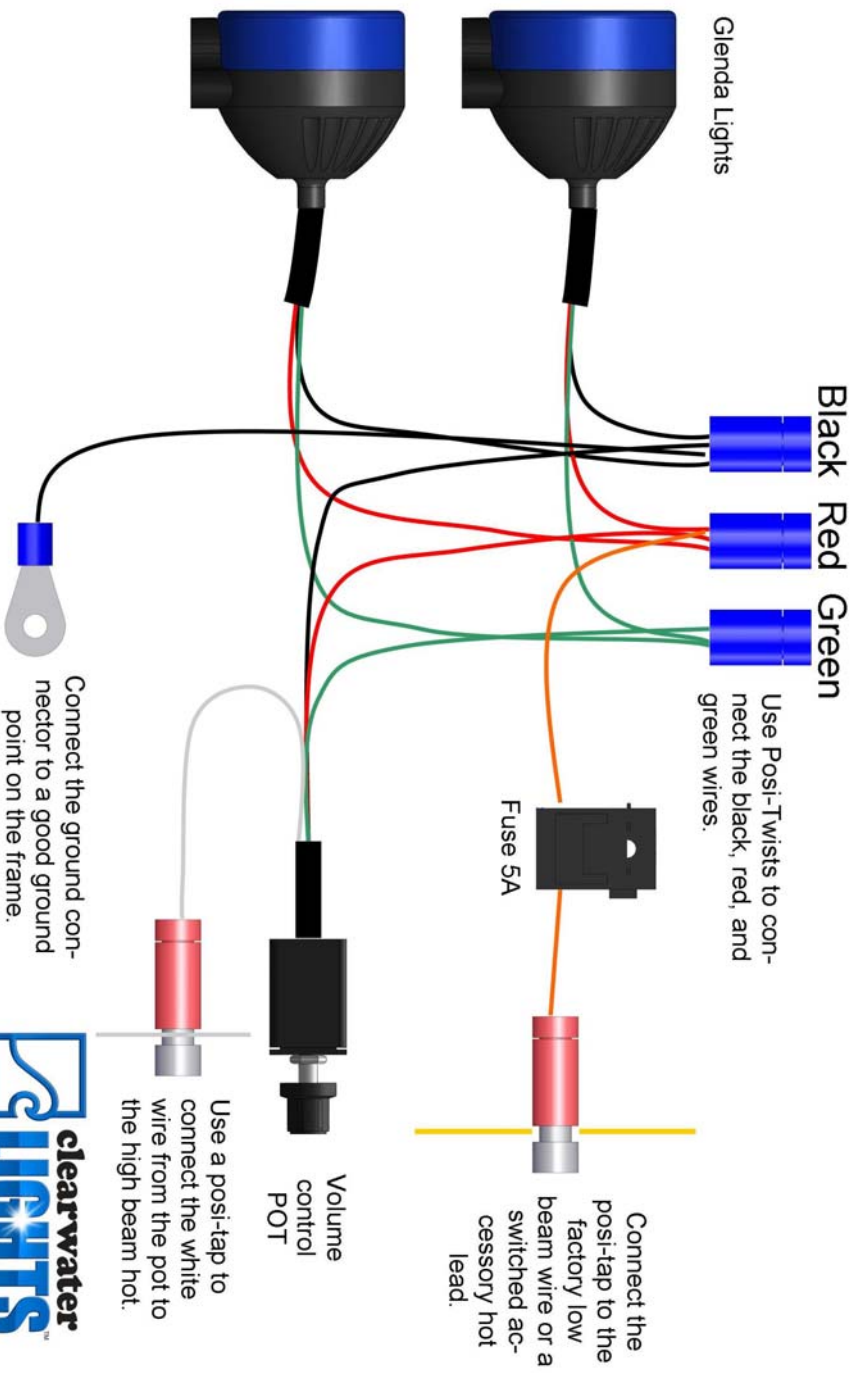 Glenda Lights
Black
Red
Green
Use Posi-Twists to con-
nect the black, red, and
green wires.
Fuse 5A
Connect the
posi-tap to the
factory low
beam wire or a
switched ac-
cessory hot
lead.
Volume
control
POT
Use a posi-tap to
connect the white
wire from the pot to
the high beam hot.
Connect the ground con-
nector to a good ground
point on the frame.
clearwater
LIGHTS™